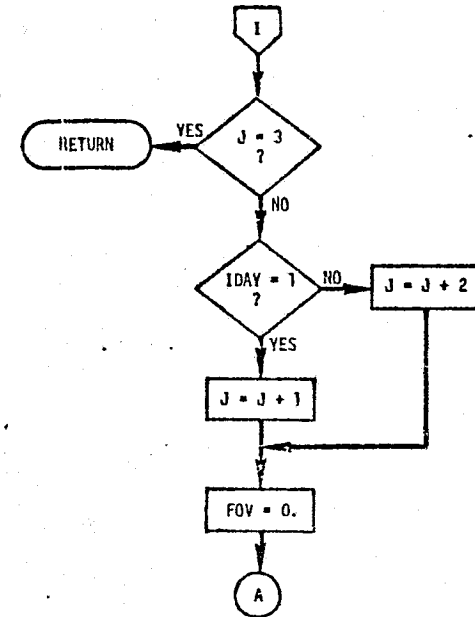 I
J = 3
?
YES
RETURN
NO
IDAY = 1
?
NO
J = J + 2
YES
J = J + 1
FOV = 0.
A